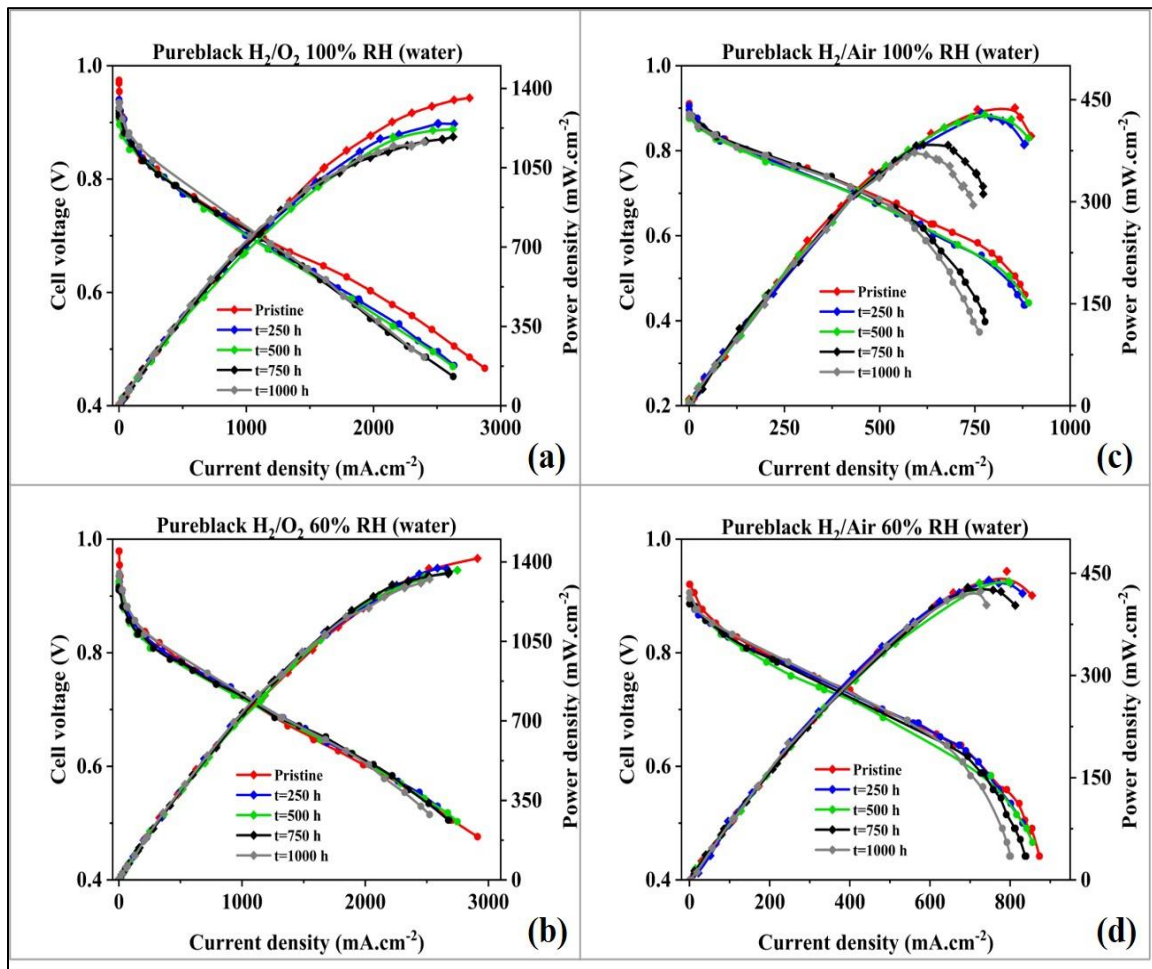 Pureblack H₂/O₂ 100% RH (water)
1.0
0.8
0.6
0.4
Cell voltage (V)
1400
1050
700
350
0
Power density (mW.cm⁻²)
Pristine
t=250 h
t=500 h
t=750 h
t=1000 h
0 1000 2000 3000
Current density (mA.cm⁻²)
(a)
Pureblack H₂/Air 100% RH (water)
1.0
0.8
0.6
0.4
0.2
Cell voltage (V)
450
300
150
0
Power density (mW.cm⁻²)
Pristine
t=250 h
t=500 h
t=750 h
t=1000 h
0 250 500 750 1000
Current density (mA.cm⁻²)
(c)
Pureblack H₂/O₂ 60% RH (water)
1.0
0.8
0.6
0.4
Cell voltage (V)
1400
1050
700
350
0
Power density (mW.cm⁻²)
Pristine
t=250 h
t=500 h
t=750 h
t=1000 h
0 1000 2000 3000
Current density (mA.cm⁻²)
(b)
Pureblack H₂/Air 60% RH (water)
1.0
0.8
0.6
0.4
Cell voltage (V)
450
300
150
0
Power density (mW.cm⁻²)
Pristine
t=250 h
t=500 h
t=750 h
t=1000 h
0 200 400 600 800
Current density (mA.cm⁻²)
(d)